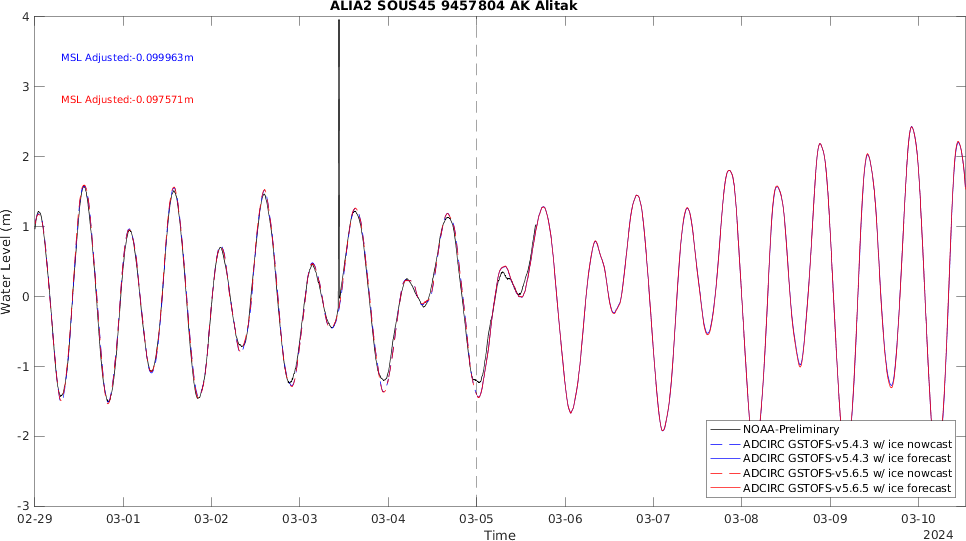 ALIA2 SOUS45 9457804 AK Alitak
MSL Adjusted:-0.099963m
MSL Adjusted:-0.097571m
Water Level (m)
4
3
2
1
0
-1
-2
-3
NOAA-Preliminary
ADCIRC GSTOFS-v5.4.3 w/ ice nowcast
ADCIRC GSTOFS-v5.4.3 w/ ice forecast
ADCIRC GSTOFS-v5.6.5 w/ ice nowcast
ADCIRC GSTOFS-v5.6.5 w/ ice forecast
02-29 03-01 03-02 03-03 03-04 03-05 03-06 03-07 03-08 03-09 03-10
Time
2024